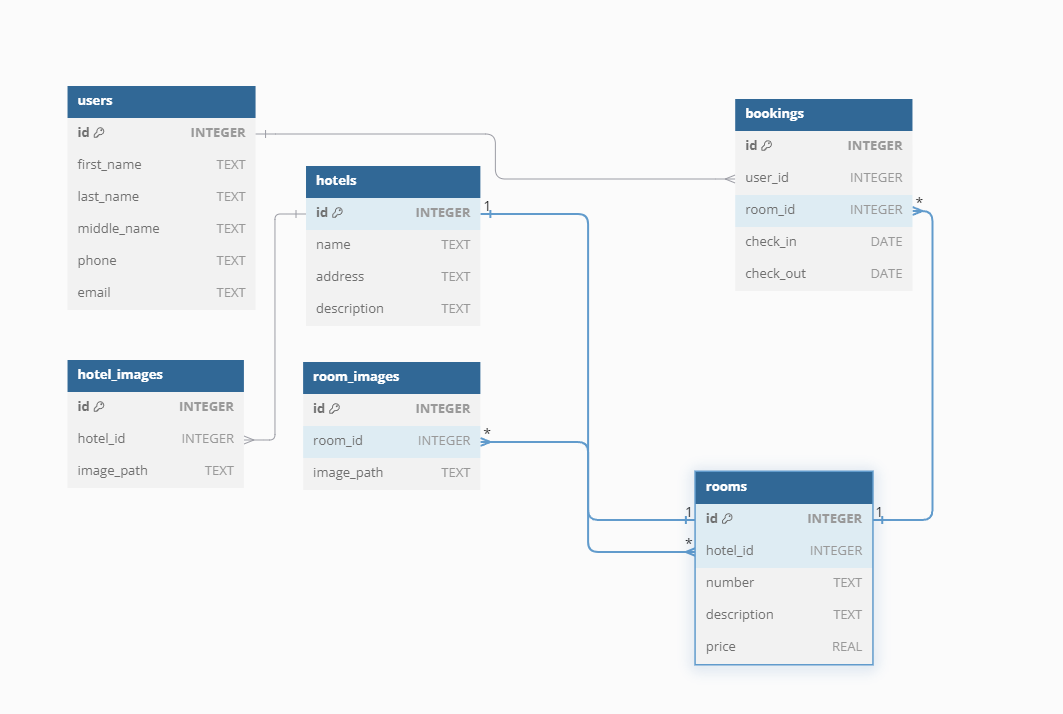 users
id INTEGER
first_name TEXT
last_name TEXT
middle_name TEXT
phone TEXT
email TEXT
hotels
id INTEGER 1
name TEXT
address TEXT
description TEXT
bookings
id INTEGER
user_id INTEGER
room_id INTEGER *
check_in DATE
check_out DATE
hotel_images
id INTEGER
hotel_id INTEGER
image_path TEXT
room_images
id INTEGER
room_id INTEGER *
image_path TEXT
rooms
1 id INTEGER 1
* hotel_id INTEGER
number TEXT
description TEXT
price REAL